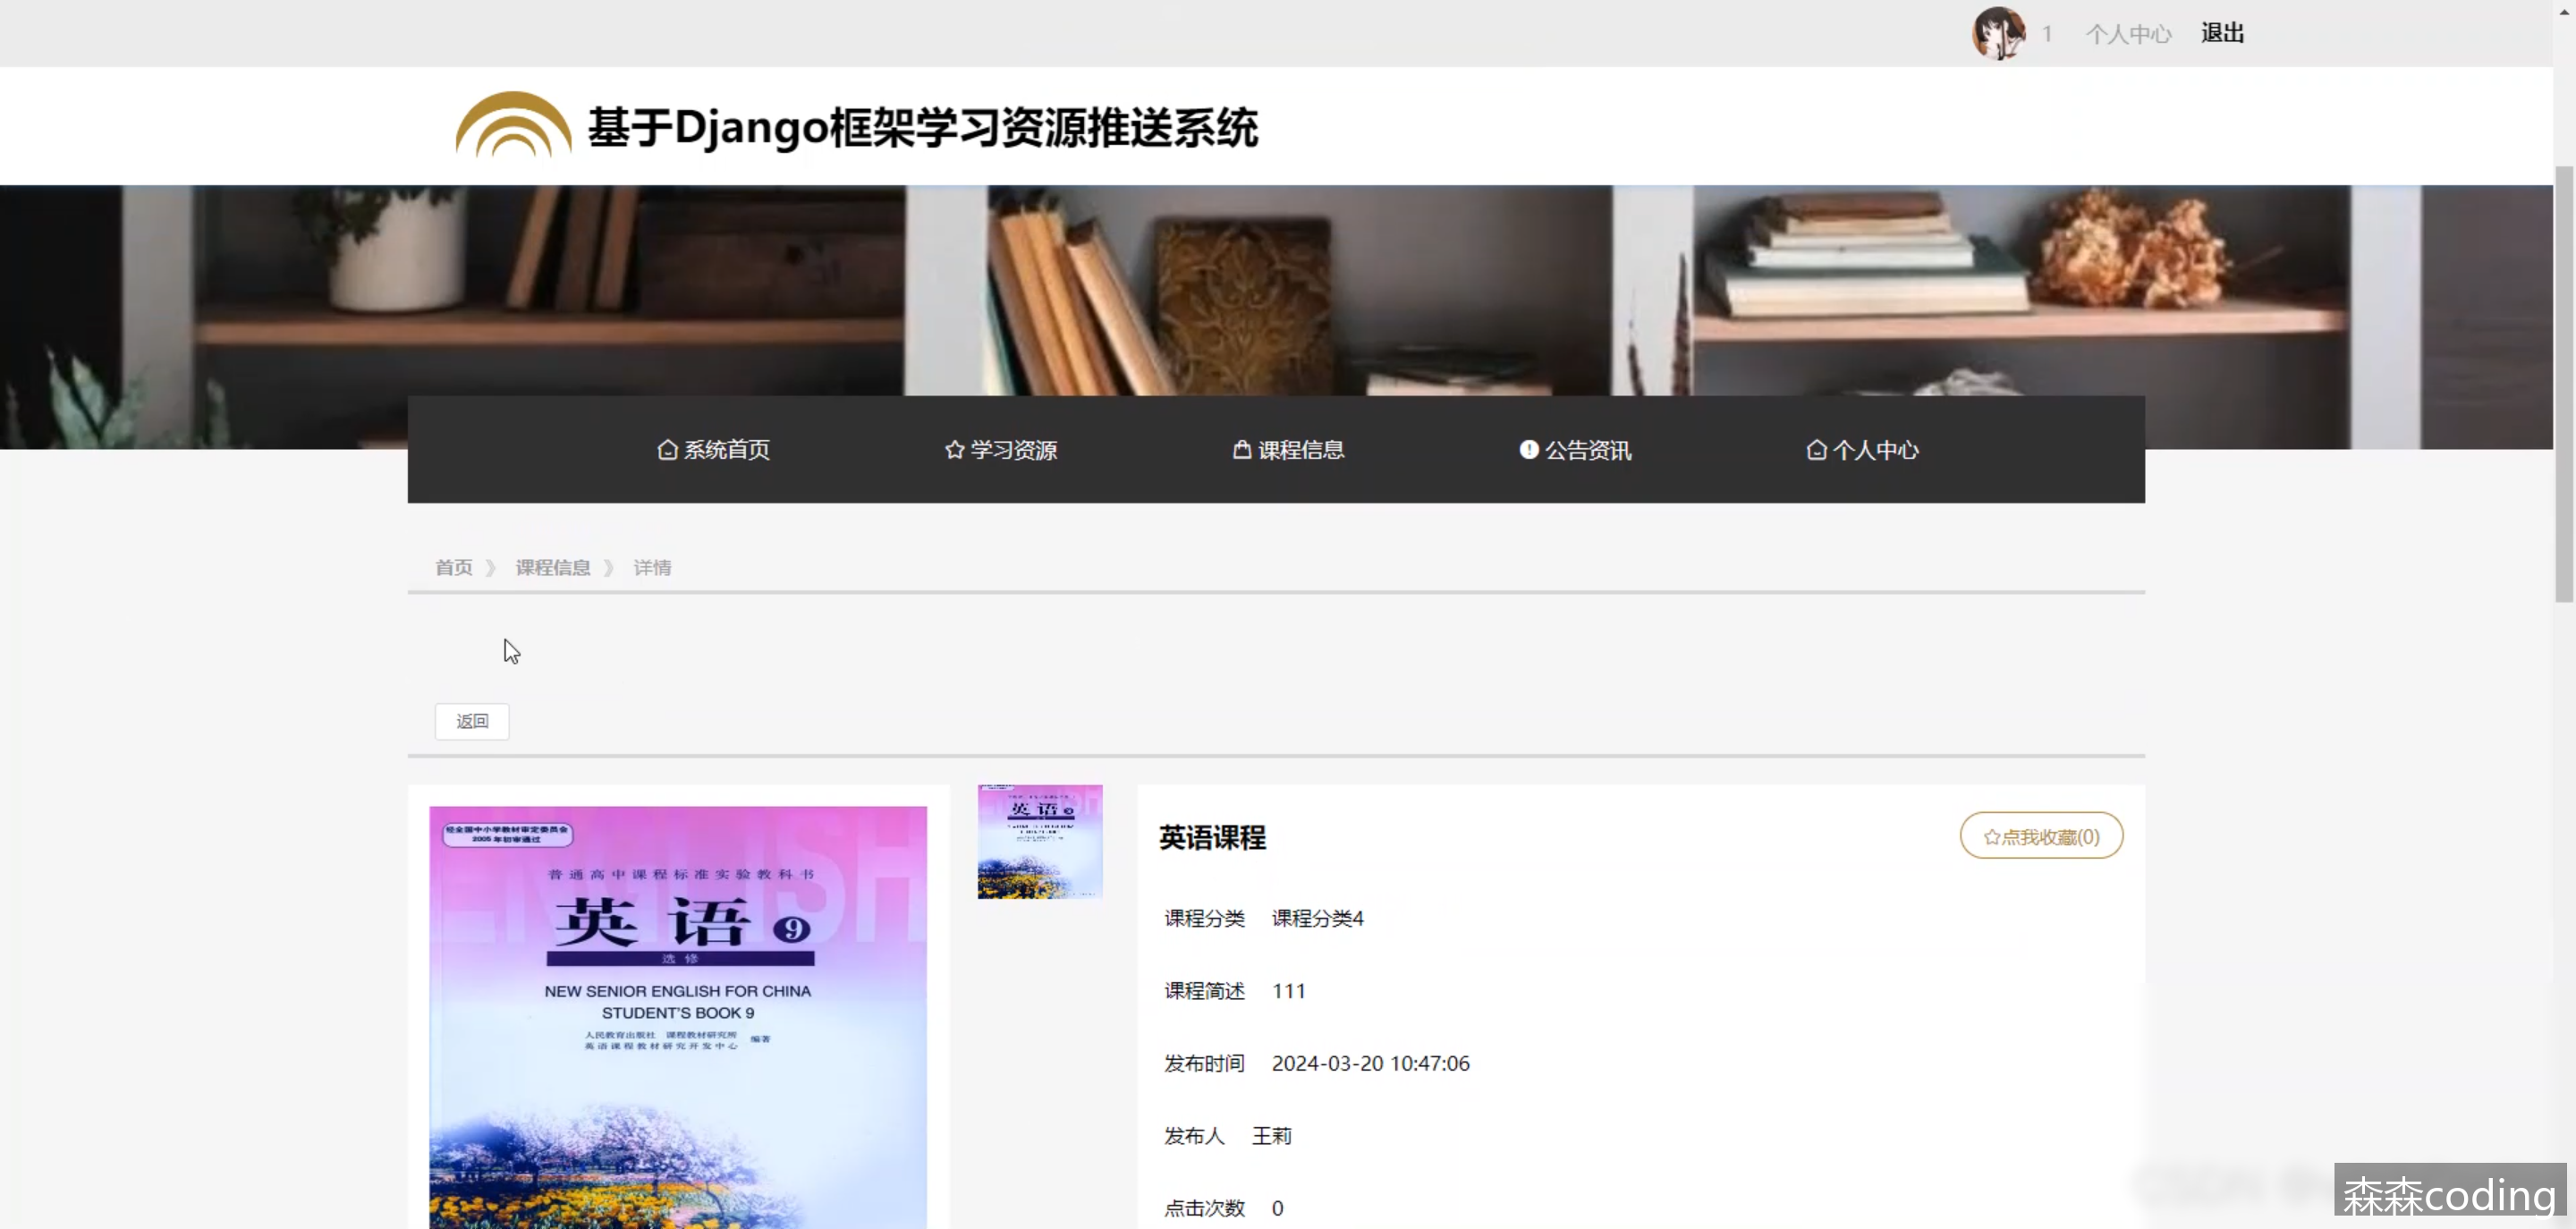 1 个人中心 退出
基于Django框架学习资源推送系统
系统首页 学习资源 课程信息 公告资讯 个人中心
首页 》 课程信息 》 详情
返回
经全国中小学教材审定委员会
2005 年初审通过
普通高中课程标准实验教科书
英语 9
选修
NEW SENIOR ENGLISH FOR CHINA
STUDENT'S BOOK 9
人民教育出版社 课程教材研究所
英语课程教材研究开发中心 编著
英语
英语课程
☆点我收藏(0)
课程分类 课程分类4
课程简述 111
发布时间 2024-03-20 10:47:06
发布人 王莉
点击次数 0
森森coding